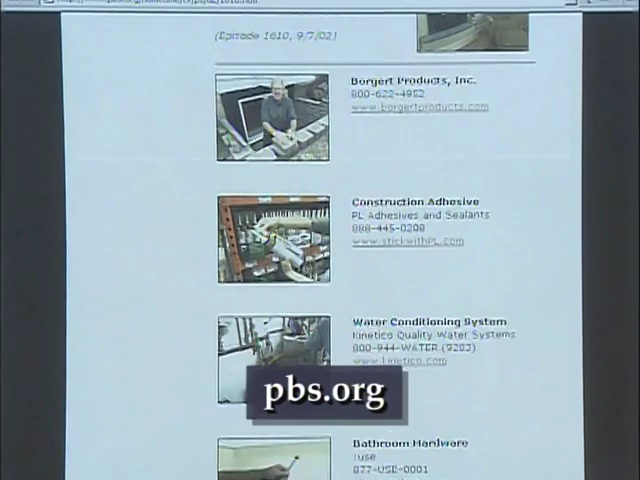 (Episode 1610, 9/7/02)
Borgert Products, Inc.
800-622-4952
www.borgertproducts.com
Construction Adhesive
PL Adhesives and Sealants
888-445-0208
www.stickwithPL.com
Water Conditioning System
Kinetico Quality Water Systems
800-944-WATER (9283)
www.kinetico.com
pbs.org
Bathroom Hardware
:use
877-USE-0001